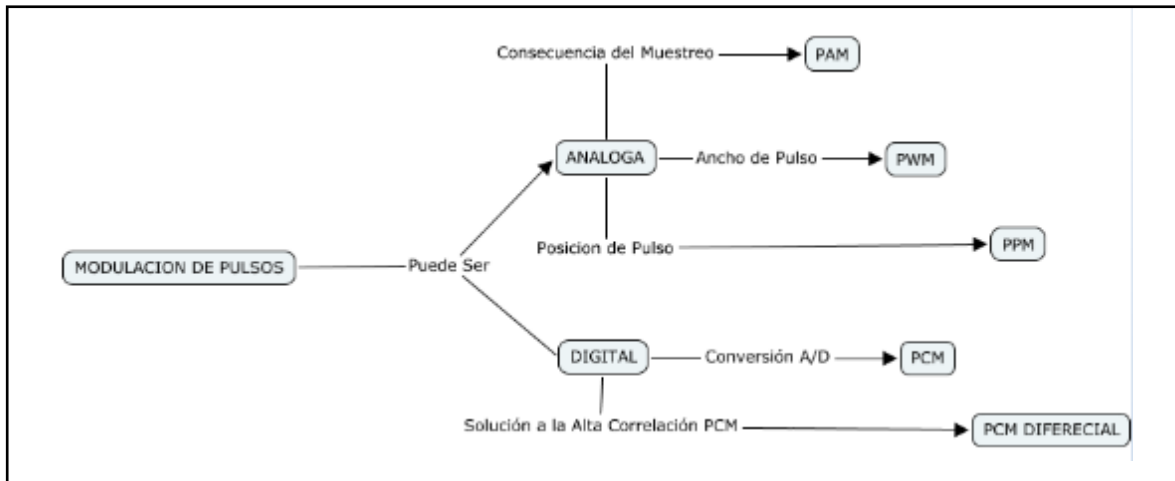 Consecuencia del Muestreo
PAM
ANALOGA
Ancho de Pulso
PWM
Posicion de Pulso
PPM
MODULACION DE PULSOS
Puede Ser
DIGITAL
Conversión A/D
PCM
Solución a la Alta Correlación PCM
PCM DIFERECIAL